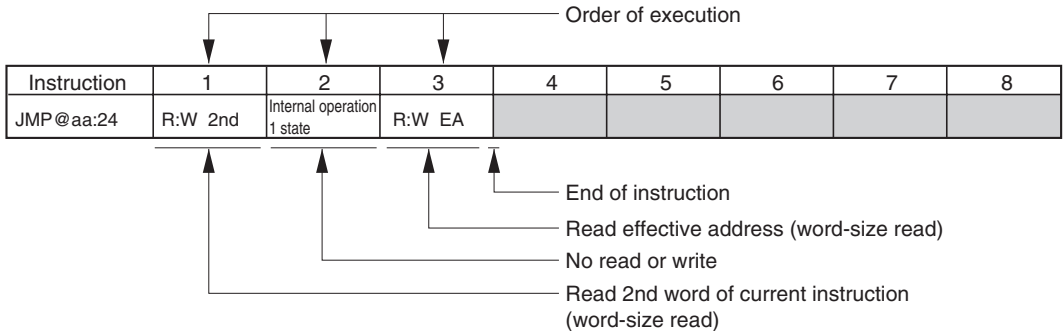 Order of execution
Instruction 1 2 3 4 5 6 7 8
JMP@aa:24 R:W 2nd Internal operation R:W EA
1 state
End of instruction
Read effective address (word-size read)
No read or write
Read 2nd word of current instruction
(word-size read)